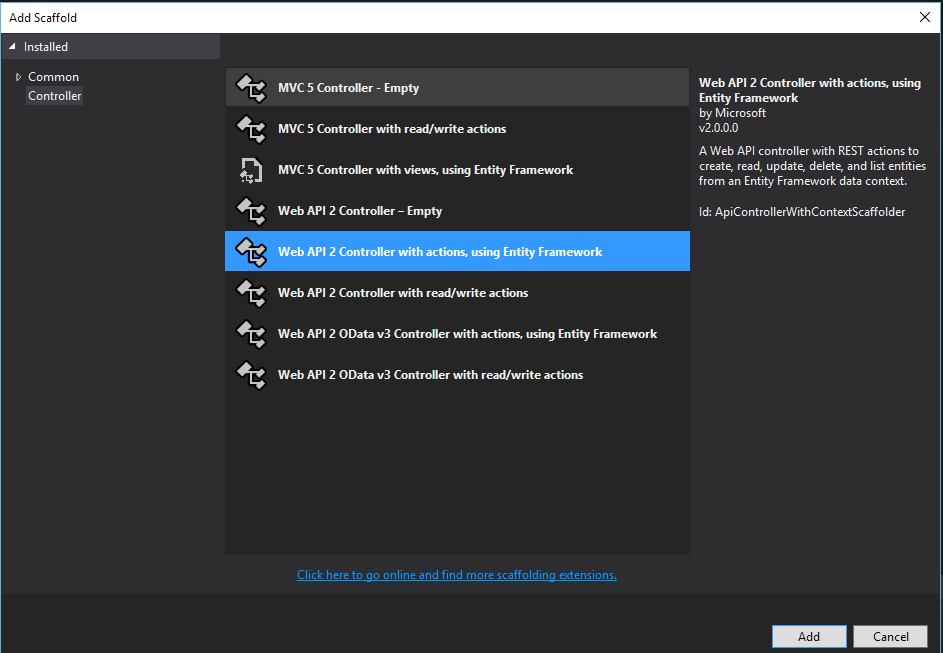 Add Scaffold
Installed
Common
Controller
MVC 5 Controller - Empty
MVC 5 Controller with read/write actions
MVC 5 Controller with views, using Entity Framework
Web API 2 Controller – Empty
Web API 2 Controller with actions, using Entity Framework
Web API 2 Controller with read/write actions
Web API 2 OData v3 Controller with actions, using Entity Framework
Web API 2 OData v3 Controller with read/write actions
Click here to go online and find more scaffolding extensions.
Web API 2 Controller with actions, using
Entity Framework
by Microsoft
v2.0.0.0
A Web API controller with REST actions to
create, read, update, delete, and list entities
from an Entity Framework data context.
Id: ApiControllerWithContextScaffolder
Add
Cancel